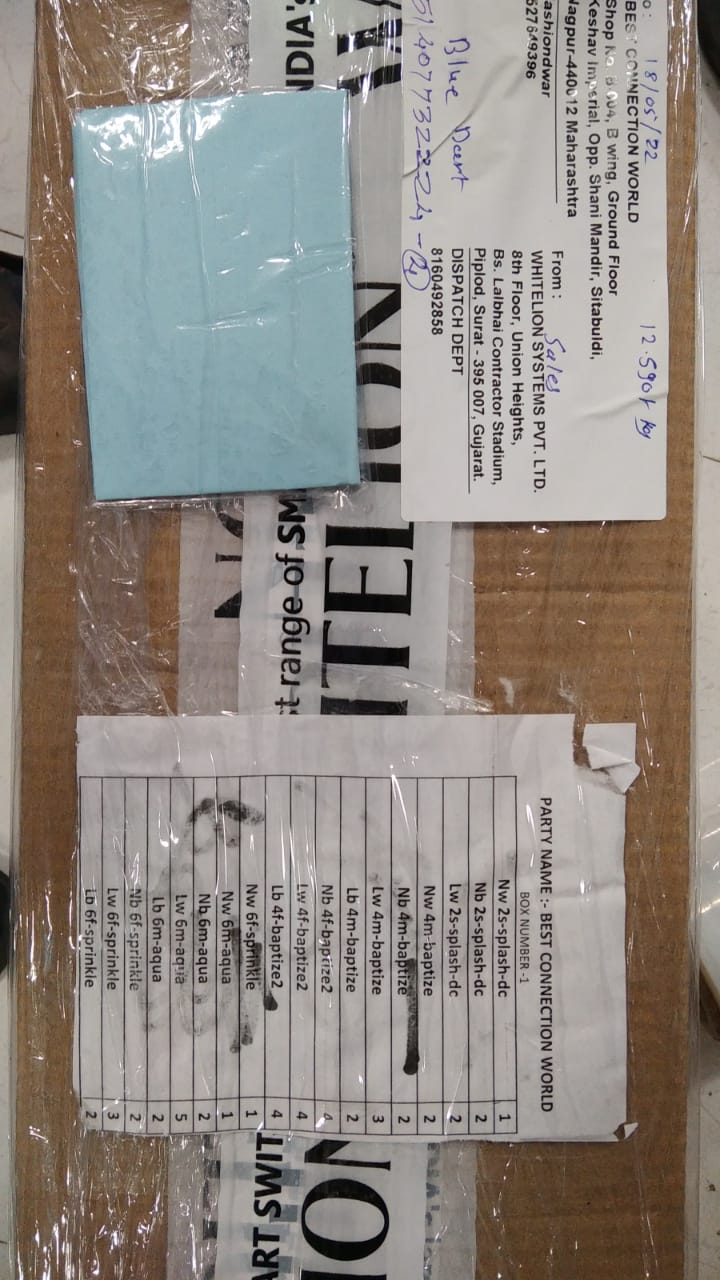 18/05/22
12.590r kg
BEST CONNECTION WORLD
Shop No. B 004, B wing, Ground Floor
Keshav Imperial, Opp. Shani Mandir, Sitabuldi,
Nagpur-440012 Maharashtra
ashiondwar
627649396
From :
Sales
WHITELION SYSTEMS PVT. LTD.
8th Floor, Union Heights,
Bs. Lalbhai Contractor Stadium,
Piplod, Surat - 395 007, Gujarat.
DISPATCH DEPT
8160492858
Blue Dart
PARTY NAME :- BEST CONNECTION WORLD
BOX NUMBER -1
Nw 2s-splash-dc 1
Nb 2s-splash-dc 2
Lw 2s-splash-dc 2
Nw 4m-baptize 2
Nb 4m-baptize 2
Lw 4m--baptize 3
Lb 4m-baptize 2
Nb 4f-baptize2 4
Lw 4f-baptize2 4
Lb 4f-baptize2 4
Nw 6f-sprinkle 1
Nw 6m-aqua 1
Nb 6m-aqua 2
Lw 6m-aqua 5
Lb 6m-aqua 2
Nb 6f-sprinkle 2
Lw 6f-sprinkle 3
Lb 6f-sprinkle 2
t range of SM
ART SWIT